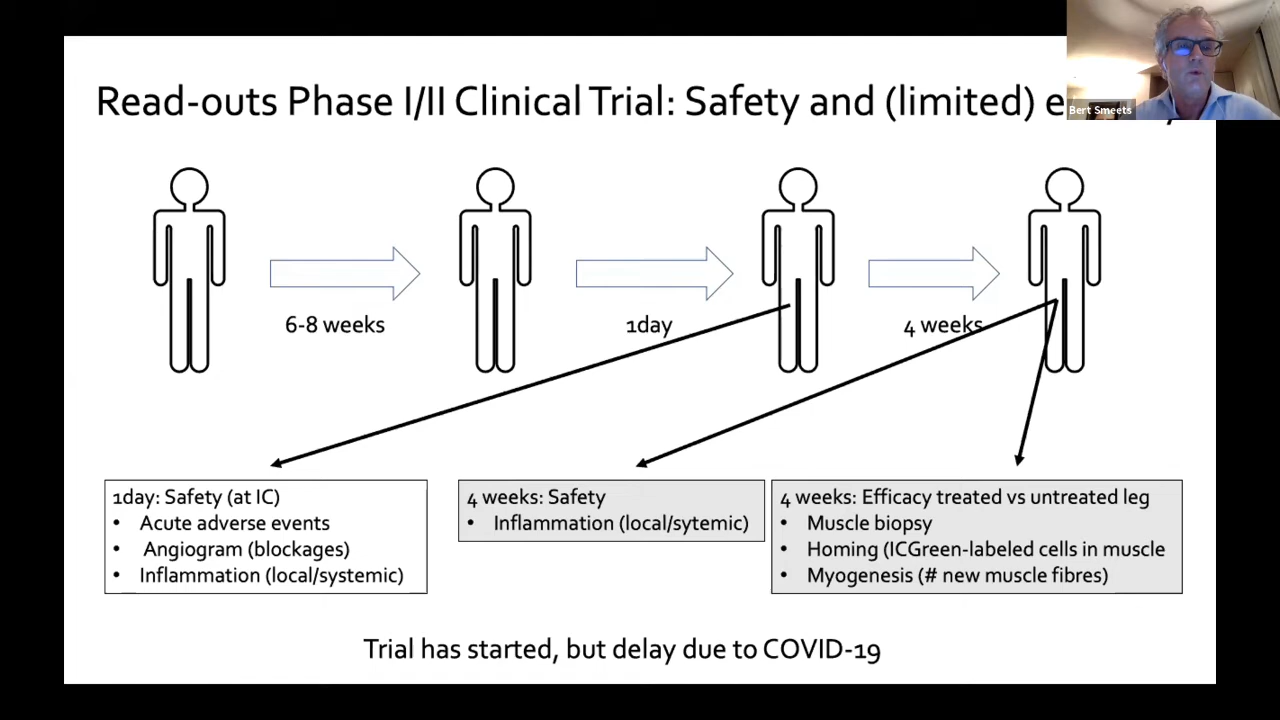 Read-outs Phase I/II Clinical Trial: Safety and (limited)
Bert Smeets
6-8 weeks
1day
4 weeks
1day: Safety (at IC)
• Acute adverse events
• Angiogram (blockages)
• Inflammation (local/systemic)
4 weeks: Safety
• Inflammation (local/sytemic)
4 weeks: Efficacy treated vs untreated leg
• Muscle biopsy
• Homing (ICGreen-labeled cells in muscle
• Myogenesis (# new muscle fibres)
Trial has started, but delay due to COVID-19